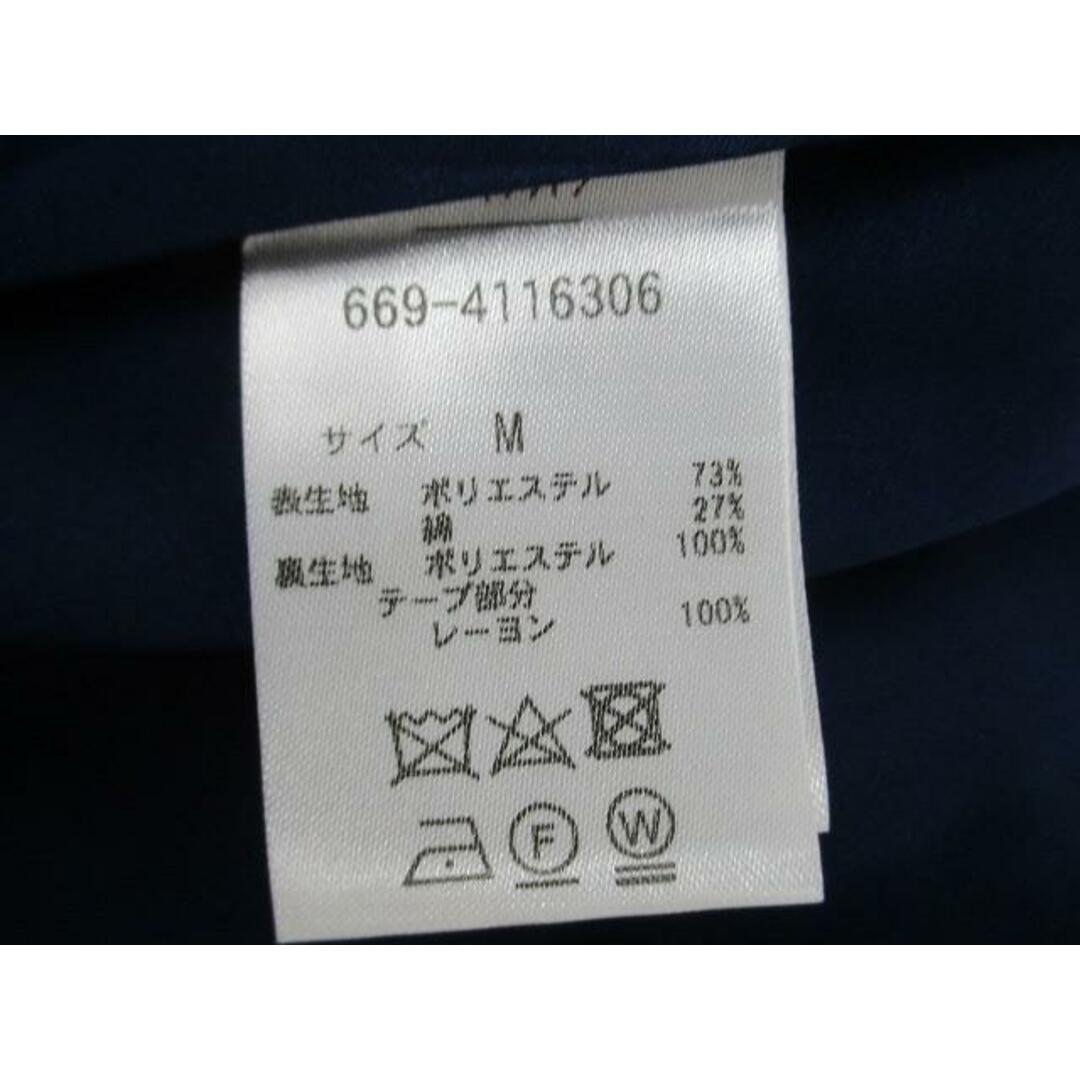 669-4116306
サイズ M
表生地 ポリエステル 73%
綿 27%
裏生地 ポリエステル 100%
テープ部分
レーヨン 100%
F W